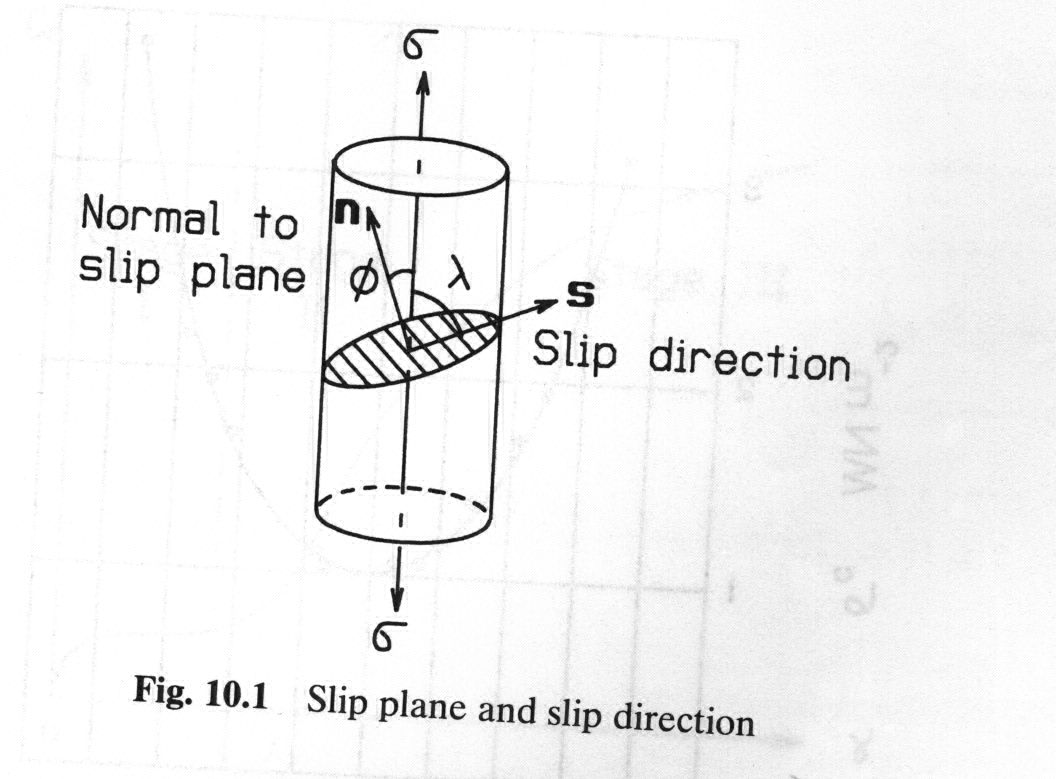 σ
Normal to
slip plane
n
ϕ
λ
s
Slip direction
σ
Fig. 10.1 Slip plane and slip direction